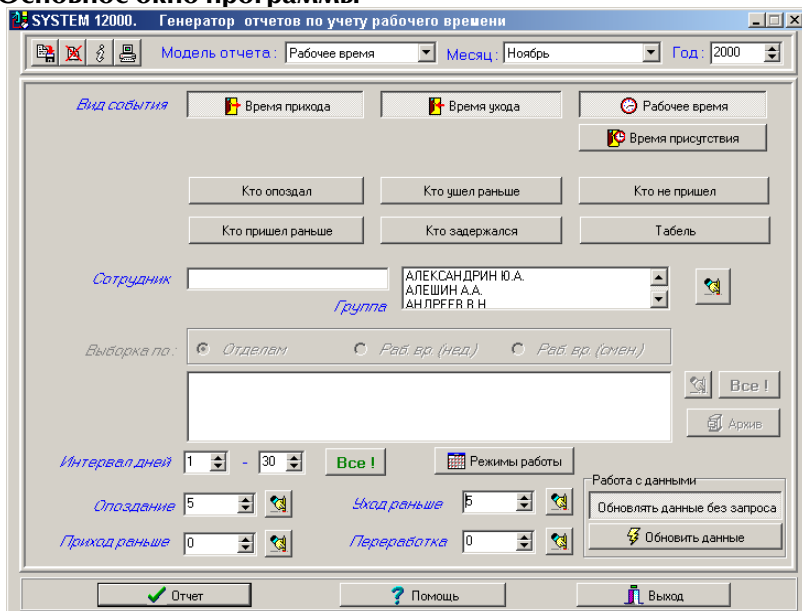 Основное окно программы
SYSTEM 12000. Генератор отчетов по учету рабочего времени
Модель отчета: Рабочее время Месяц: Ноябрь Год: 2000
Вид события Время прихода Время ухода Рабочее время
Время присутствия
Кто опоздал Кто ушел раньше Кто не пришел
Кто пришел раньше Кто задержался Табель
Сотрудник АЛЕКСАНДРИН Ю.А.
АЛЕШИН А.А.
Группа АНДРЕЕВ В.Н.
Выборка по: Отделам Раб. вр. (нед.) Раб. вр. (смен.)
Все !
Архив
Интервал дней 1 - 30 Все ! Режимы работы
Работа с данными
Опоздание 5 Уход раньше 5 Обновлять данные без запроса
Приход раньше 0 Переработка 0 Обновить данные
Отчет Помощь Выход